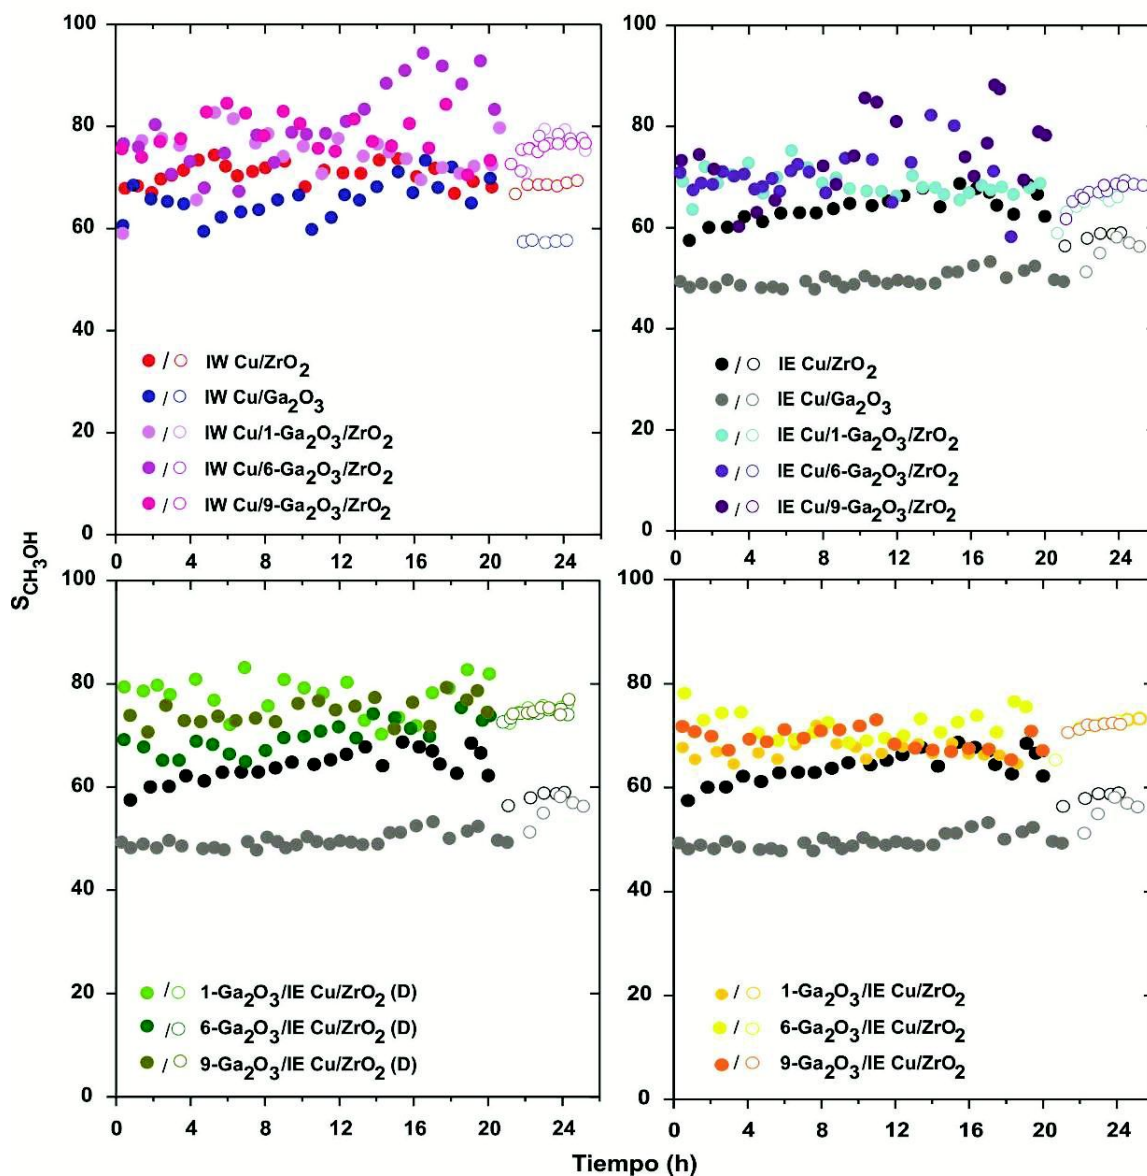 100
80
60
40
20
0
0 4 8 12 16 20 24
/ IW Cu/ZrO2
/ IW Cu/Ga2O3
/ IW Cu/1-Ga2O3/ZrO2
/ IW Cu/6-Ga2O3/ZrO2
/ IW Cu/9-Ga2O3/ZrO2
100
80
60
40
20
0
0 4 8 12 16 20 24
/ IE Cu/ZrO2
/ IE Cu/Ga2O3
/ IE Cu/1-Ga2O3/ZrO2
/ IE Cu/6-Ga2O3/ZrO2
/ IE Cu/9-Ga2O3/ZrO2
SCH3OH
100
80
60
40
20
0
0 4 8 12 16 20 24
/ 1-Ga2O3/IE Cu/ZrO2 (D)
/ 6-Ga2O3/IE Cu/ZrO2 (D)
/ 9-Ga2O3/IE Cu/ZrO2 (D)
100
80
60
40
20
0
0 4 8 12 16 20 24
/ 1-Ga2O3/IE Cu/ZrO2
/ 6-Ga2O3/IE Cu/ZrO2
/ 9-Ga2O3/IE Cu/ZrO2
Tiempo (h)